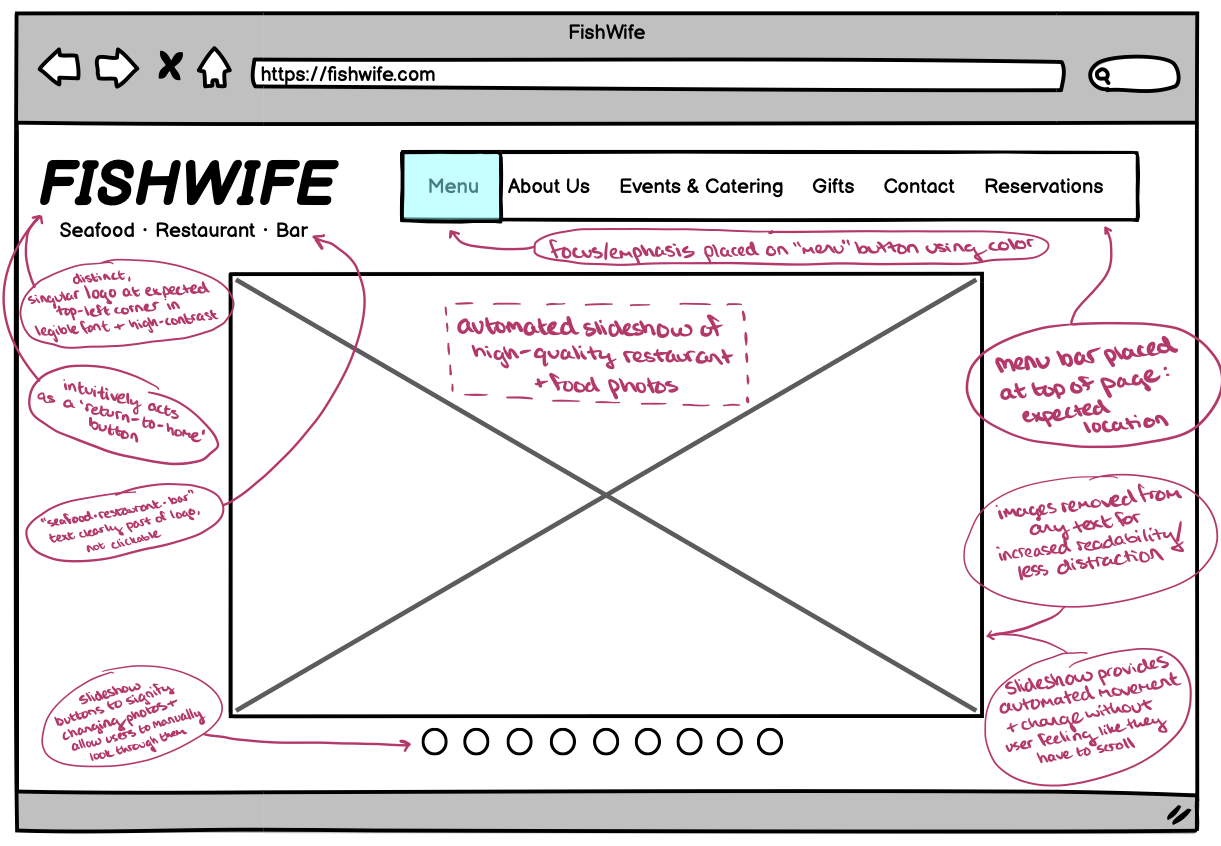 FishWife
https://fishwife.com
FISHWIFE
Seafood · Restaurant · Bar
Menu
About Us
Events & Catering
Gifts
Contact
Reservations
focus/emphasis placed on "menu" button using color
distinct,
singular logo at expected
top-left corner in
legible font + high-contrast
intuitively acts
as a 'return-to-home'
button
"seafood·restaurant·bar"
text clearly part of logo,
not clickable
automated slideshow of
high-quality restaurant
+ food photos
menu bar placed
at top of page:
expected
location
images removed from
any text for
increased readability/
less distraction
Slideshow provides
automated movement
+ change without
user feeling like they
have to scroll
Slideshow
buttons to signify
changing photos +
allow users to manually
look through them